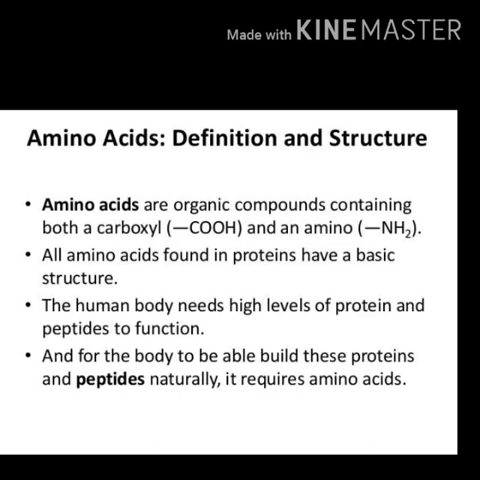 Made with KINEMASTER
Amino Acids: Definition and Structure
• Amino acids are organic compounds containing
both a carboxyl (—COOH) and an amino (—NH₂).
• All amino acids found in proteins have a basic
structure.
• The human body needs high levels of protein and
peptides to function.
• And for the body to be able build these proteins
and peptides naturally, it requires amino acids.